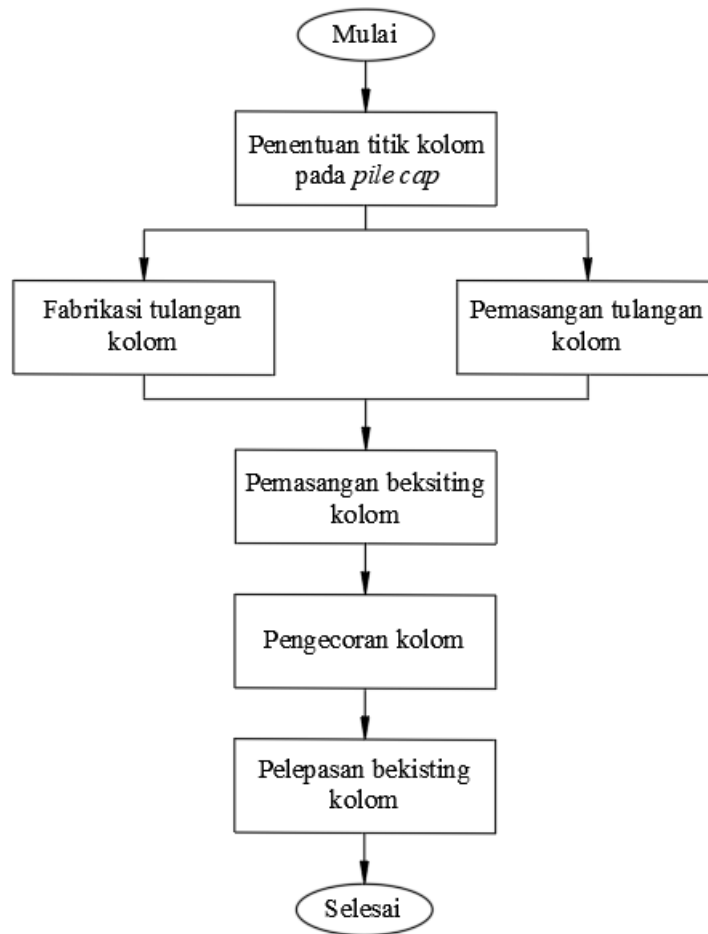 Mulai
Penentuan titik kolom
pada pile cap
Fabrikasi tulangan
kolom
Pemasangan tulangan
kolom
Pemasangan beksiting
kolom
Pengecoran kolom
Pelepasan bekisting
kolom
Selesai